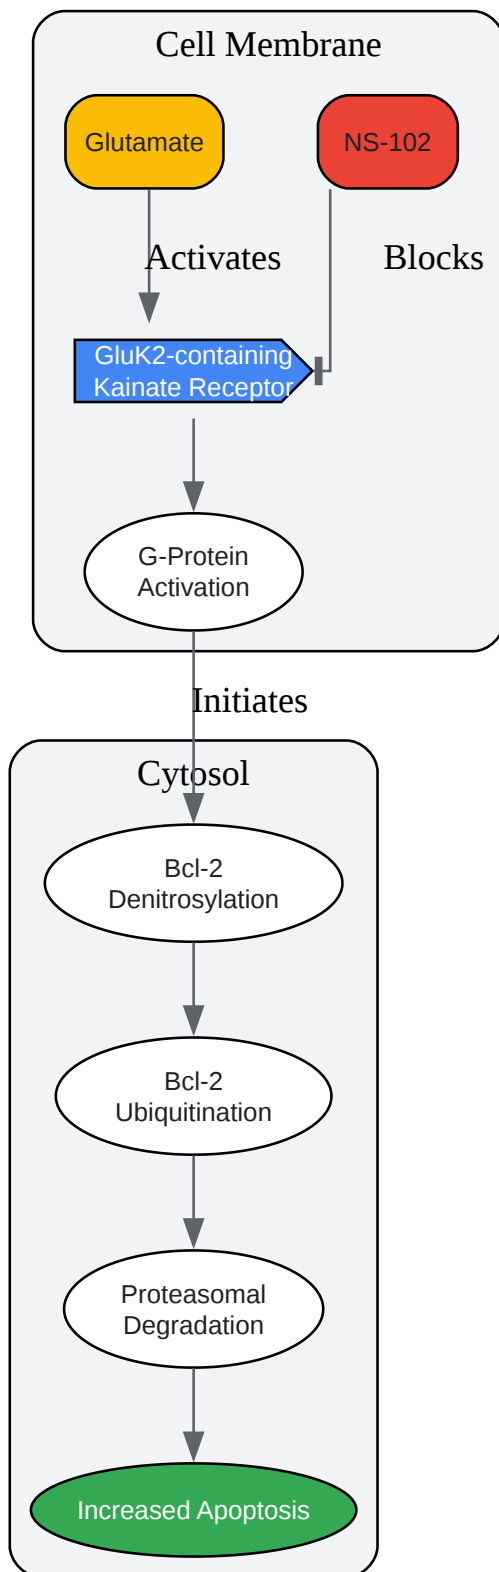 Cell Membrane
Glutamate
NS-102
Activates
Blocks
GluK2-containing
Kainate Receptor
G-Protein
Activation
Initiates
Cytosol
Bcl-2
Denitrosylation
Bcl-2
Ubiquitination
Proteasomal
Degradation
Increased Apoptosis